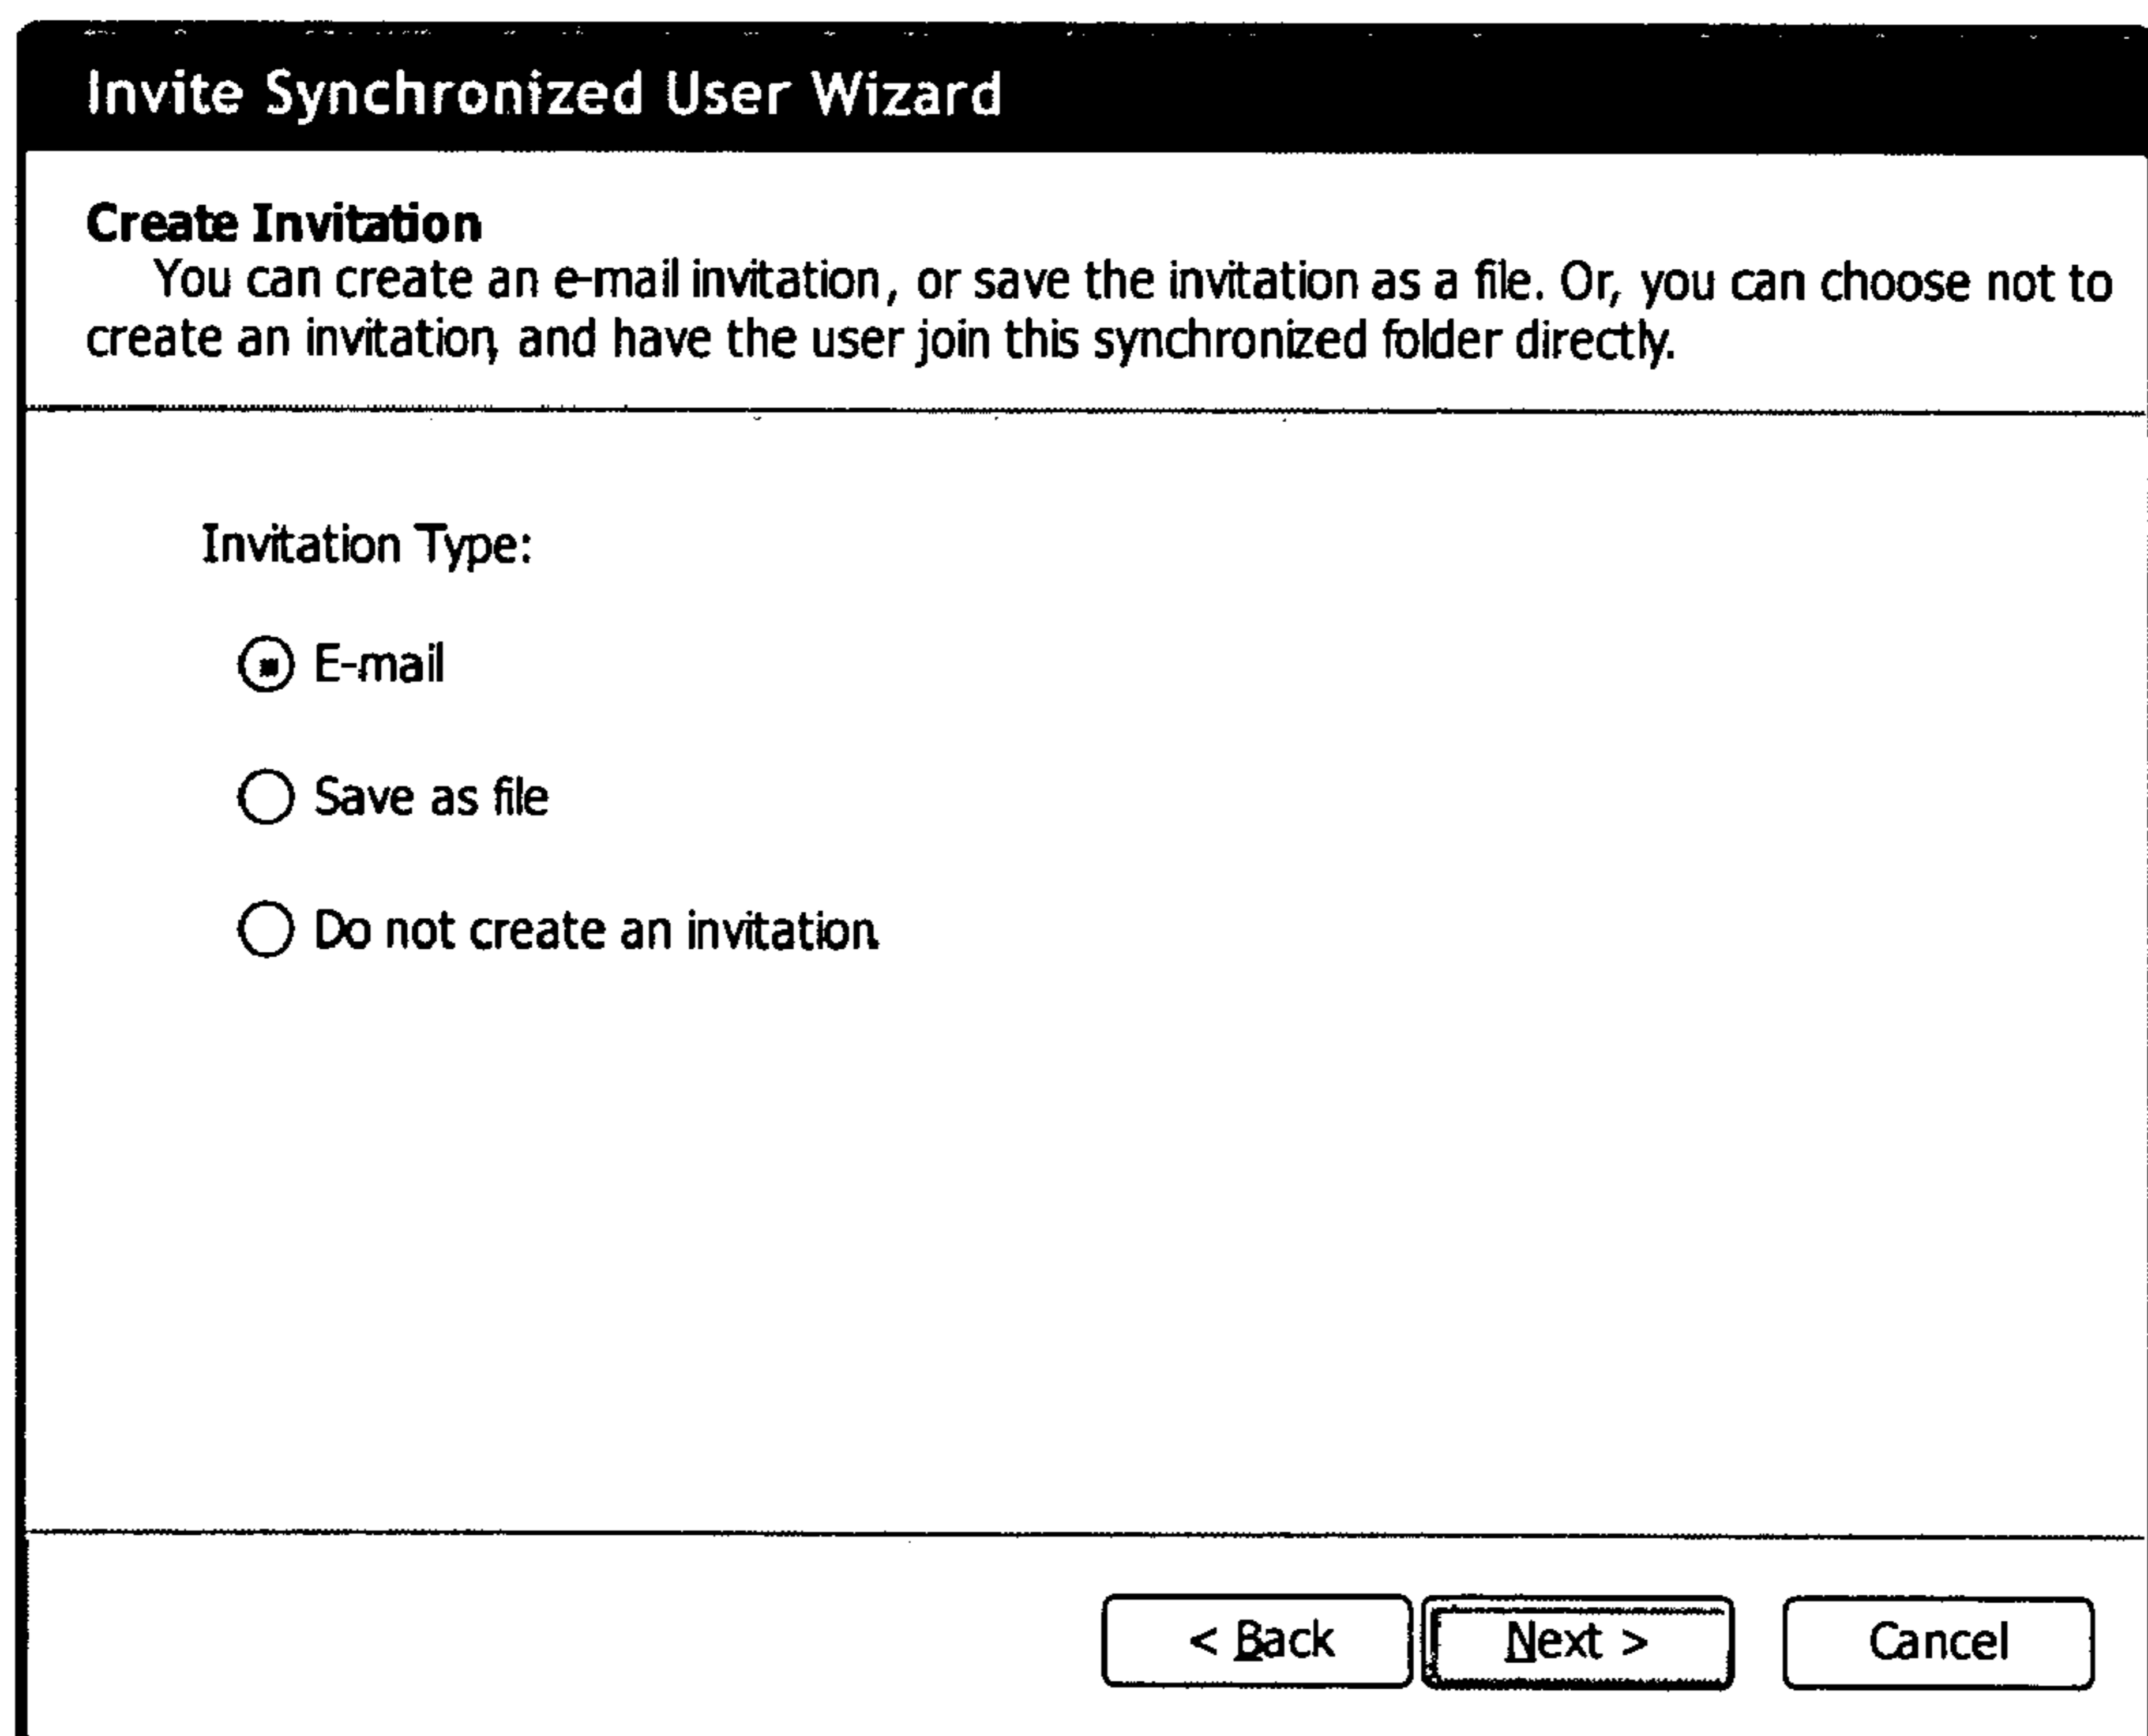 Invite Synchronized User Wizard
Create Invitation
You can create an e-mail invitation, or save the invitation as a file. Or, you can choose not to
create an invitation, and have the user join this synchronized folder directly.
Invitation Type:
E-mail
Save as file
Do not create an invitation
< Back
Next >
Cancel